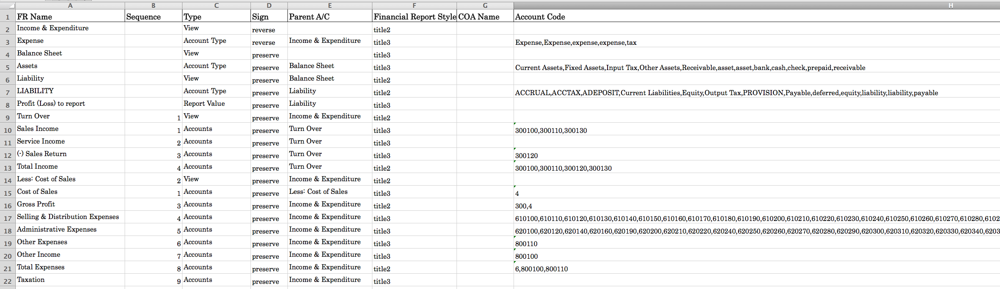 A B C D E F G H
1 FR Name Sequence Type Sign Parent A/C Financial Report Style COA Name Account Code
2 Income & Expenditure View reverse title2
3 Expense Account Type reverse Income & Expenditure title3 Expense,Expense,expense,expense,tax
4 Balance Sheet View preserve title3
5 Assets Account Type preserve Balance Sheet title3 Current Assets,Fixed Assets,Input Tax,Other Assets,Receivable,asset,asset,bank,cash,check,prepaid,receivable
6 Liability View preserve Balance Sheet title2
7 LIABILITY Account Type preserve Liability title2 ACCRUAL,ACCTAX,ADEPOSIT,Current Liabilities,Equity,Output Tax,PROVISION,Payable,deferred,equity,liability,liability,payable
8 Profit (Loss) to report Report Value preserve Liability title3
9 Turn Over 1 View preserve Income & Expenditure title2
10 Sales Income 1 Accounts preserve Turn Over title3 300100,300110,300130
11 Service Income 2 Accounts preserve Turn Over title3
12 (-) Sales Return 3 Accounts preserve Turn Over title3 300120
13 Total Income 4 Accounts preserve Turn Over title2 300100,300110,300120,300130
14 Less: Cost of Sales 2 View preserve Income & Expenditure title2
15 Cost of Sales 1 Accounts preserve Less: Cost of Sales title3 4
16 Gross Profit 3 Accounts preserve Income & Expenditure title2 300,4
17 Selling & Distribution Expenses 4 Accounts preserve Income & Expenditure title3 610100,610110,610120,610130,610140,610150,610160,610170,610180,610190,610200,610210,610220,610230,610240,610250,610260,610270,610280,6102
18 Administrative Expenses 5 Accounts preserve Income & Expenditure title3 620100,620120,620140,620160,620190,620200,620210,620220,620240,620250,620260,620270,620280,620290,620300,620310,620320,620330,620340,6203
19 Other Expenses 6 Accounts preserve Income & Expenditure title3 800110
20 Other Income 7 Accounts preserve Income & Expenditure title3 800100
21 Total Expenses 8 Accounts preserve Income & Expenditure title2 6,800100,800110
22 Taxation 9 Accounts preserve Income & Expenditure title3